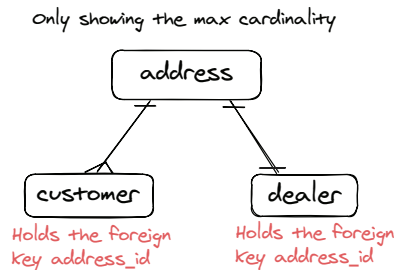 Only showing the max cardinality
address
customer
dealer
Holds the foreign
key address_id
Holds the foreign
key address_id